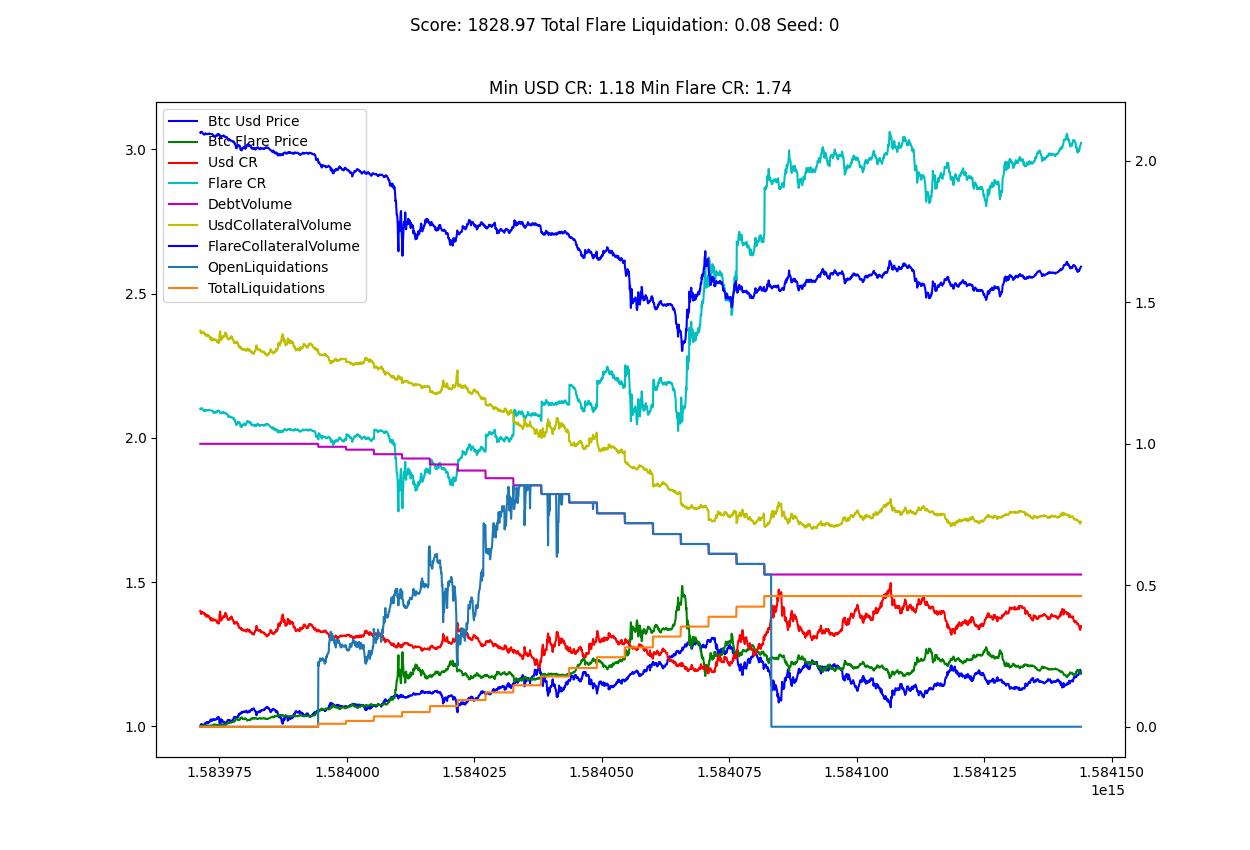 Score: 1828.97 Total Flare Liquidation: 0.08 Seed: 0
Min USD CR: 1.18 Min Flare CR: 1.74
Btc Usd Price
Btc Flare Price
Usd CR
Flare CR
DebtVolume
UsdCollateralVolume
FlareCollateralVolume
OpenLiquidations
TotalLiquidations
3.0
2.5
2.0
1.5
1.0
2.0
1.5
1.0
0.5
0.0
1.583975 1.584000 1.584025 1.584050 1.584075 1.584100 1.584125 1.584150
1e15